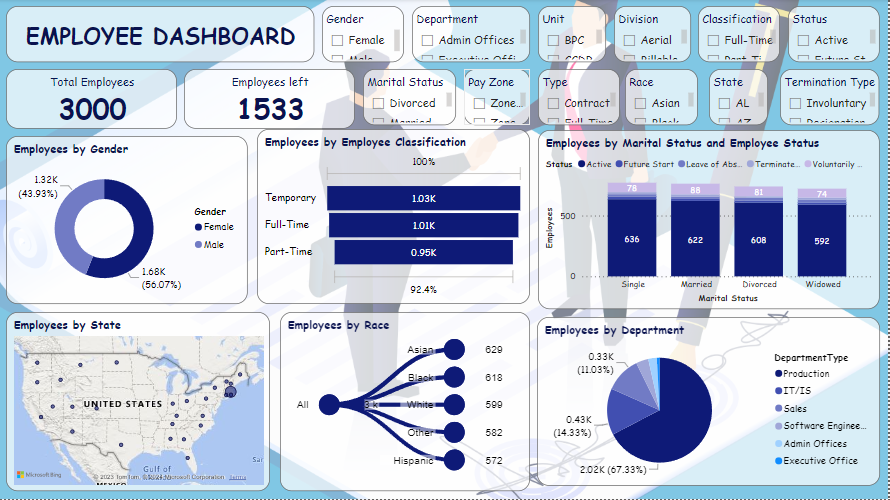 EMPLOYEE DASHBOARD
Gender
Female
Male
Department
Admin Offices
Executive Offi
Unit
BPC
CCDR
Division
Aerial
Billable
Classification
Full-Time
Part-Ti
Status
Active
Future St
Total Employees
3000
Employees left
1533
Marital Status
Divorced
Married
Pay Zone
Zone...
Zone
Type
Contract
Full-Time
Race
Asian
Black
State
AL
AZ
Termination Type
Involuntary
Resignation
Employees by Gender
1.32K
(43.93%)
1.68K
(56.07%)
Gender
Female
Male
Employees by Employee Classification
100%
Temporary
1.03K
Full-Time
1.01K
Part-Time
0.95K
92.4%
Employees by Marital Status and Employee Status
Status Active Future Start Leave of Abs... Terminate... Voluntarily ...
Employees
500
0
78
88
81
74
636
622
608
592
Single
Married
Divorced
Widowed
Marital Status
Employees by State
UNITED STATES
Gulf of
Sar
MEXICO
Microsoft Bing
© 2023 TomTom, © 2023 Microsoft Corporation Terms
Employees by Race
All
3 k
Asian
629
Black
618
White
599
Other
582
Hispanic
572
Employees by Department
0.33K
(11.03%)
0.43K
(14.33%)
2.02K (67.33%)
DepartmentType
Production
IT/IS
Sales
Software Enginee...
Admin Offices
Executive Office